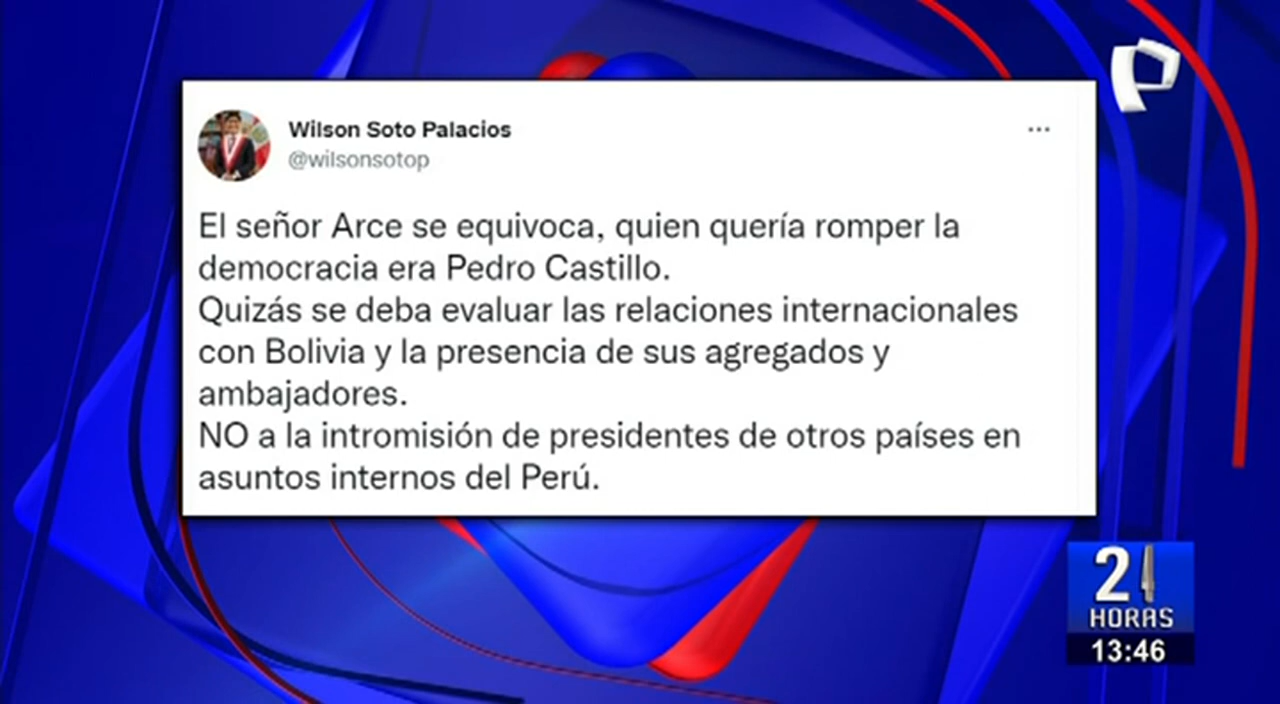 Wilson Soto Palacios
@wilsonsotop
El señor Arce se equivoca, quien quería romper la
democracia era Pedro Castillo.
Quizás se deba evaluar las relaciones internacionales
con Bolivia y la presencia de sus agregados y
ambajadores.
NO a la intromisión de presidentes de otros países en
asuntos internos del Perú.
24
HORAS
13:46